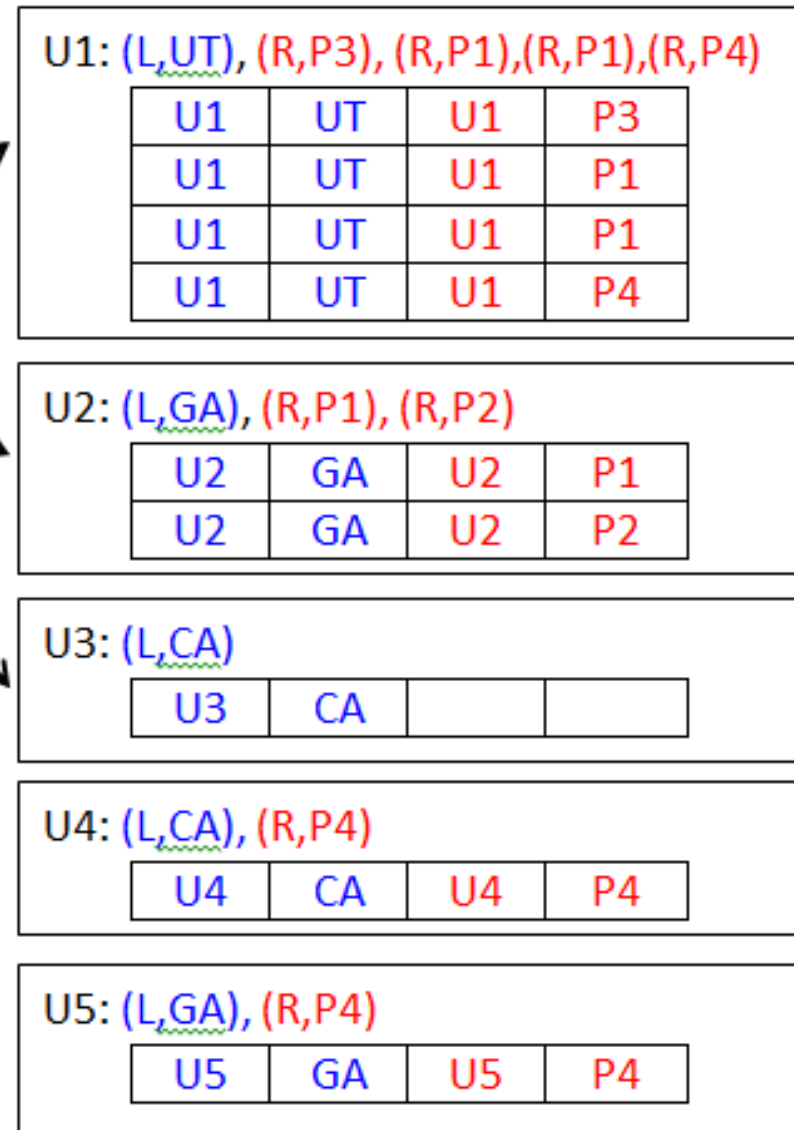 U1: (L,UT), (R,P3), (R,P1),(R,P1),(R,P4)
U1 UT U1 P3
U1 UT U1 P1
U1 UT U1 P1
U1 UT U1 P4
U2: (L,GA), (R,P1), (R,P2)
U2 GA U2 P1
U2 GA U2 P2
U3: (L,CA)
U3 CA
U4: (L,CA), (R,P4)
U4 CA U4 P4
U5: (L,GA), (R,P4)
U5 GA U5 P4